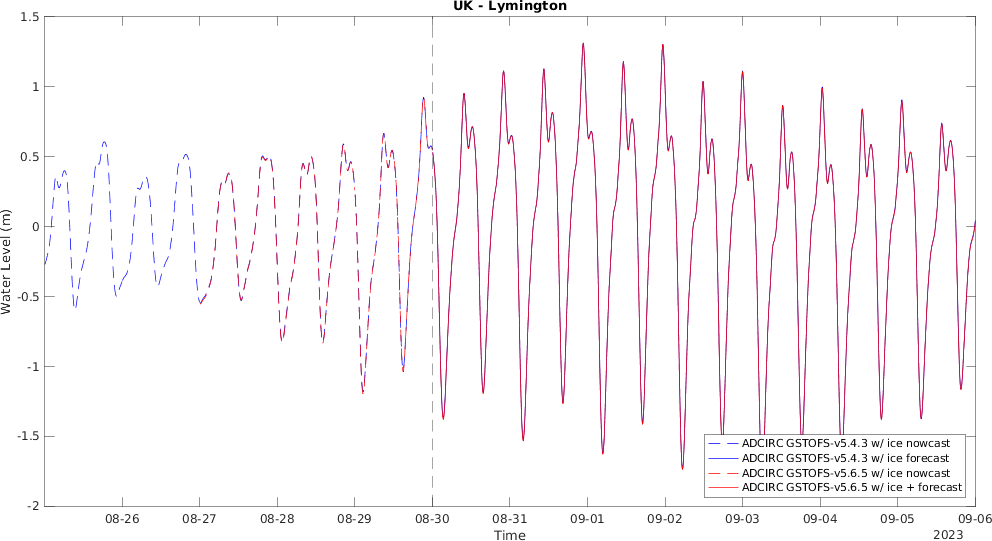 UK - Lymington
1.5
1
0.5
0
-0.5
-1
-1.5
-2
Water Level (m)
ADCIRC GSTOFS-v5.4.3 w/ ice nowcast
ADCIRC GSTOFS-v5.4.3 w/ ice forecast
ADCIRC GSTOFS-v5.6.5 w/ ice nowcast
ADCIRC GSTOFS-v5.6.5 w/ ice + forecast
08-26 08-27 08-28 08-29 08-30 08-31 09-01 09-02 09-03 09-04 09-05 09-06
Time
2023